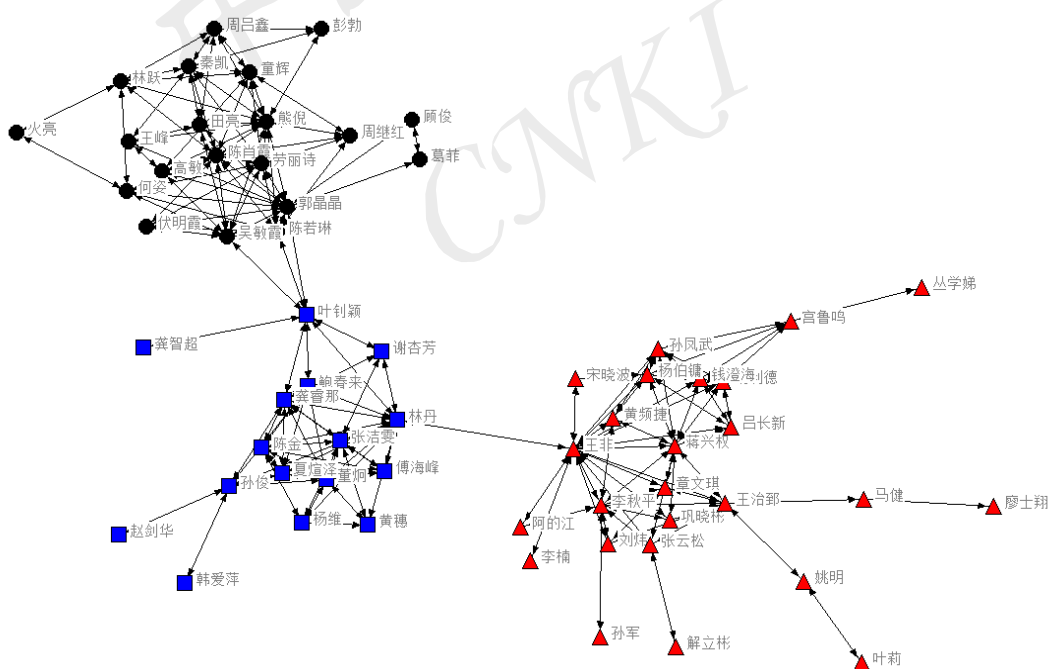 周吕鑫
彭勃
秦凯
童辉
林跃
顾俊
火亮
田亮
熊倪
周继红
王峰
葛菲
陈肖霞
劳丽诗
高敏
何姿
郭晶晶
伏明霞
吴敏霞
陈若琳
CNKI
丛学娣
叶钊颖
宫鲁鸣
龚智超
谢杏芳
孙凤武
鲍春来
宋晓波
杨伯镛
钱澄海
龚睿那
林丹
黄频捷
吕长新
陈金
张洁雯
王非
蒋兴权
夏煊泽
董炯
傅海峰
孙俊
章文琪
李秋平
王治郅
马健
廖士翔
赵剑华
杨维
黄穗
阿的江
巩晓彬
刘炜
张云松
李楠
韩爱萍
姚明
孙军
解立彬
叶莉